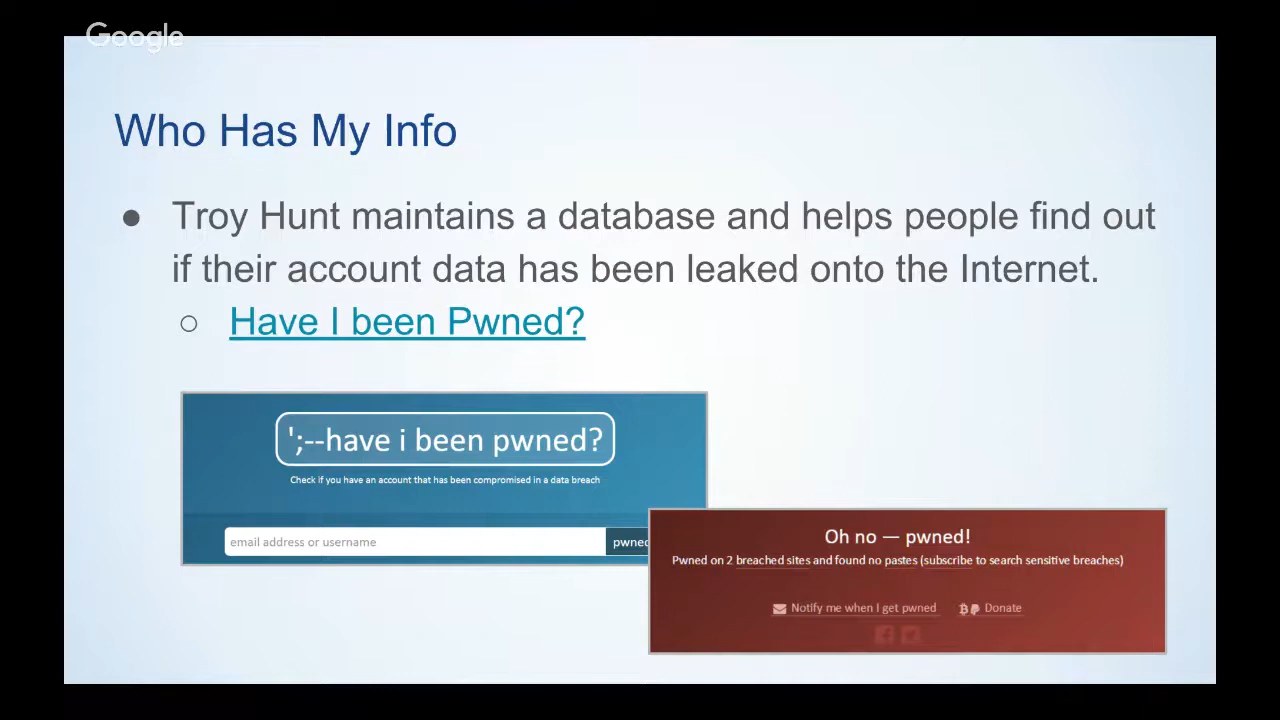 Google
Who Has My Info
● Troy Hunt maintains a database and helps people find out
if their account data has been leaked onto the Internet.
○ Have I been Pwned?
';--have i been pwned?
Check if you have an account that has been compromised in a data breach
email address or username
pwned
Oh no — pwned!
Pwned on 2 breached sites and found no pastes (subscribe to search sensitive breaches)
Notify me when I get pwned
Donate